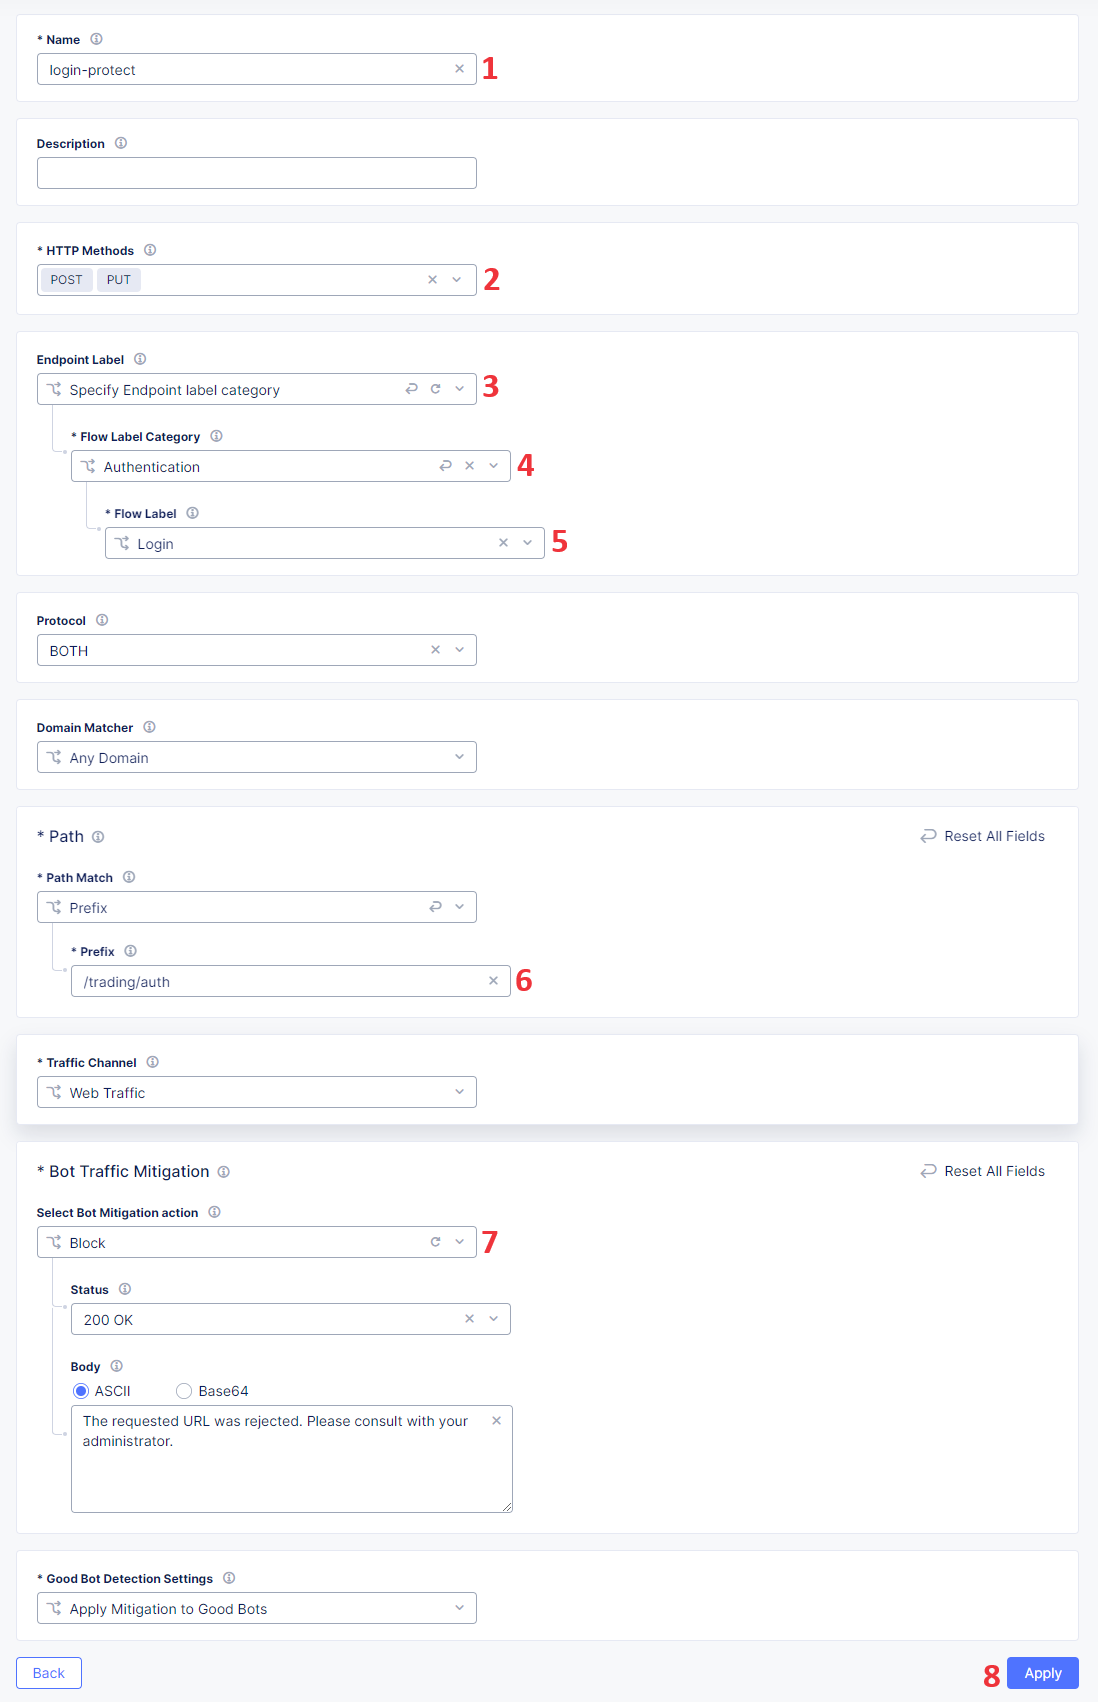 * Name
login-protect 1
Description
* HTTP Methods
POST PUT 2
Endpoint Label
Specify Endpoint label category 3
* Flow Label Category
Authentication 4
* Flow Label
Login 5
Protocol
BOTH
Domain Matcher
Any Domain
* Path Reset All Fields
* Path Match
Prefix
* Prefix
/trading/auth 6
* Traffic Channel
Web Traffic
* Bot Traffic Mitigation Reset All Fields
Select Bot Mitigation action
Block 7
Status
200 OK
Body
ASCII Base64
The requested URL was rejected. Please consult with your
administrator.
* Good Bot Detection Settings
Apply Mitigation to Good Bots
Back 8 Apply